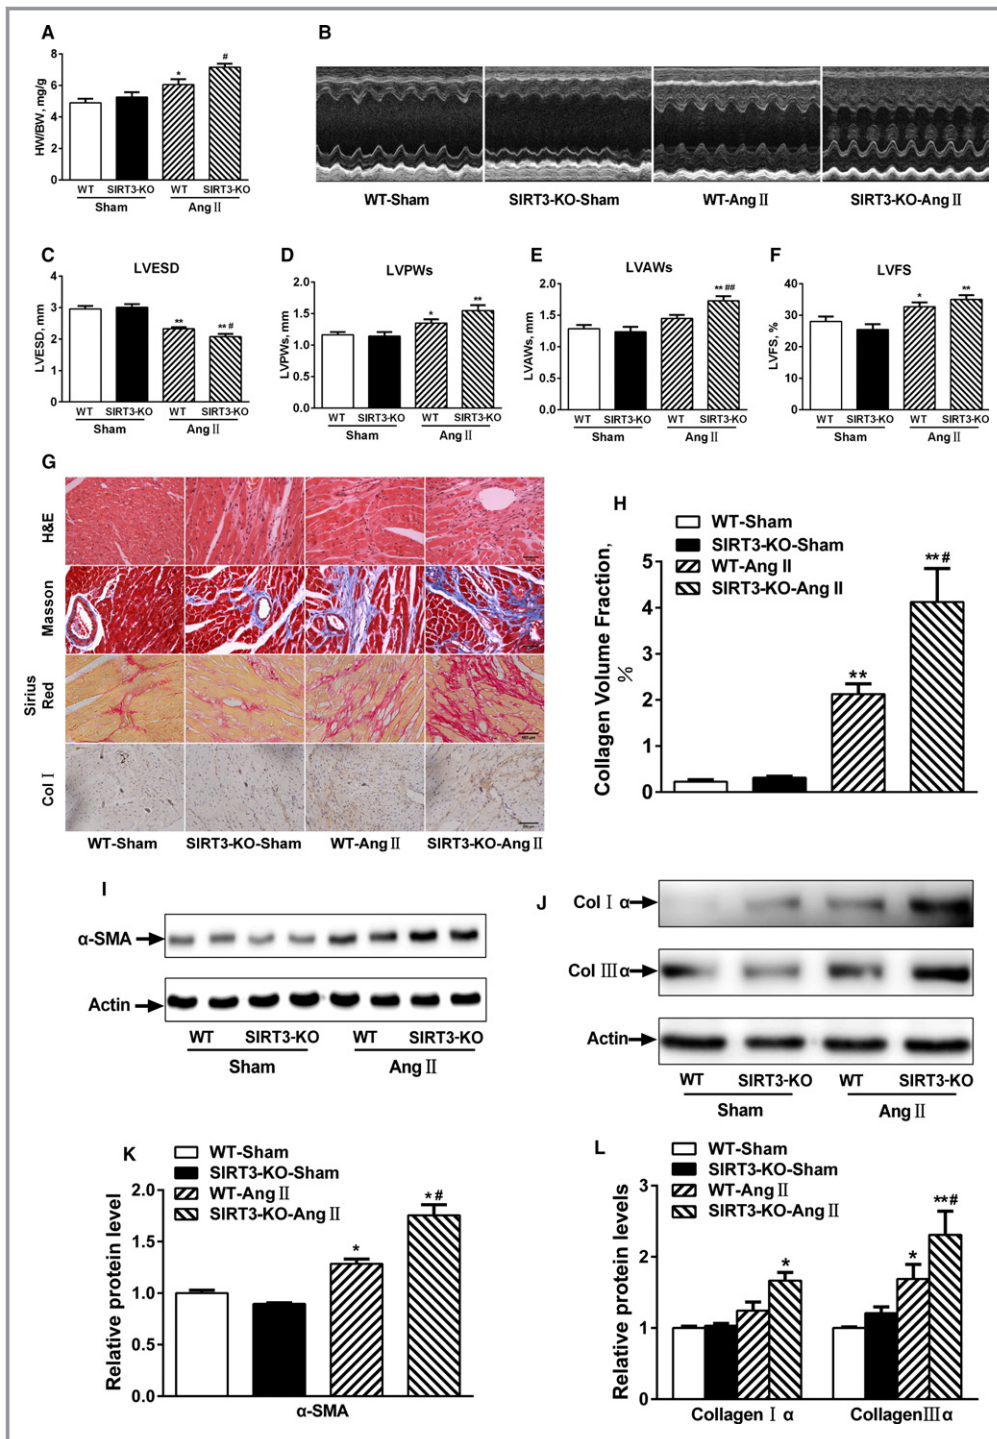 A
HW/BW, mg/g
8
6
4
2
0
*
#
WT SIRT3-KO WT SIRT3-KO
Sham Ang Ⅱ
B
WT-Sham SIRT3-KO-Sham WT-Ang Ⅱ SIRT3-KO-Ang Ⅱ
C
LVESD
LVESD, mm
4
3
2
1
0
** ** #
WT SIRT3-KO WT SIRT3-KO
Sham Ang Ⅱ
D
LVPWs
LVPWs, mm
2.0
1.5
1.0
0.5
0.0
* **
WT SIRT3-KO WT SIRT3-KO
Sham Ang Ⅱ
E
LVAWs
LVAWs, mm
2.0
1.5
1.0
0.5
0.0
** ##
WT SIRT3-KO WT SIRT3-KO
Sham Ang Ⅱ
F
LVFS
LVFS, %
40
30
20
10
0
* **
WT SIRT3-KO WT SIRT3-KO
Sham Ang Ⅱ
G
H&E
Masson
Sirius
Red
Col Ⅰ
WT-Sham SIRT3-KO-Sham WT-Ang Ⅱ SIRT3-KO-Ang Ⅱ
H
WT-Sham
SIRT3-KO-Sham
WT-Ang II
SIRT3-KO-Ang II
Collagen Volume Fraction,
%
5
4
3
2
1
0
**
**#
I
α-SMA
Actin
WT SIRT3-KO WT SIRT3-KO
Sham Ang Ⅱ
J
Col Ⅰ α
Col Ⅲ α
Actin
WT SIRT3-KO WT SIRT3-KO
Sham Ang Ⅱ
K
WT-Sham
SIRT3-KO-Sham
WT-Ang Ⅱ
SIRT3-KO-Ang Ⅱ
Relative protein level
2.0
1.5
1.0
0.5
0.0
*
*#
α-SMA
L
WT-Sham
SIRT3-KO-Sham
WT-Ang Ⅱ
SIRT3-KO-Ang Ⅱ
Relative protein levels
3
2
1
0
*
*
**#
Collagen Ⅰ α CollagenⅢα